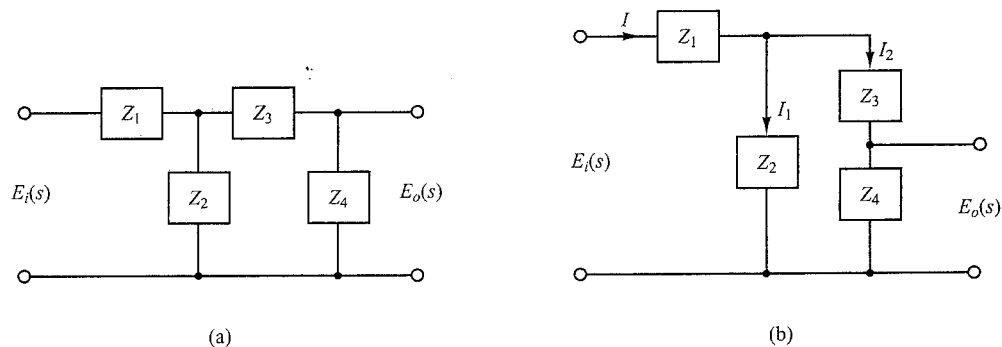 Z1
Z3
Ei(s)
Z2
Z4
Eo(s)
(a)
I
Z1
I2
Z3
I1
Ei(s)
Z2
Z4
Eo(s)
(b)